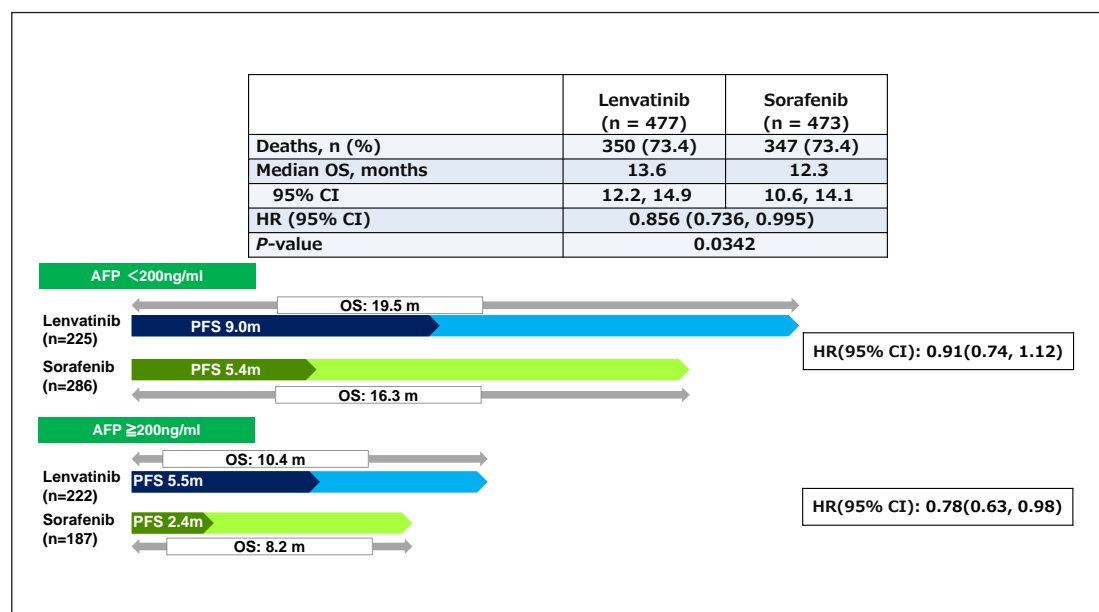 Lenvatinib Sorafenib
(n = 477) (n = 473)
Deaths, n (%) 350 (73.4) 347 (73.4)
Median OS, months 13.6 12.3
95% CI 12.2, 14.9 10.6, 14.1
HR (95% CI) 0.856 (0.736, 0.995)
P-value 0.0342
AFP ＜200ng/ml
OS: 19.5 m
Lenvatinib
(n=225)
PFS 9.0m
HR(95% CI): 0.91(0.74, 1.12)
Sorafenib
(n=286)
PFS 5.4m
OS: 16.3 m
AFP ≧200ng/ml
OS: 10.4 m
Lenvatinib
(n=222)
PFS 5.5m
HR(95% CI): 0.78(0.63, 0.98)
Sorafenib
(n=187)
PFS 2.4m
OS: 8.2 m